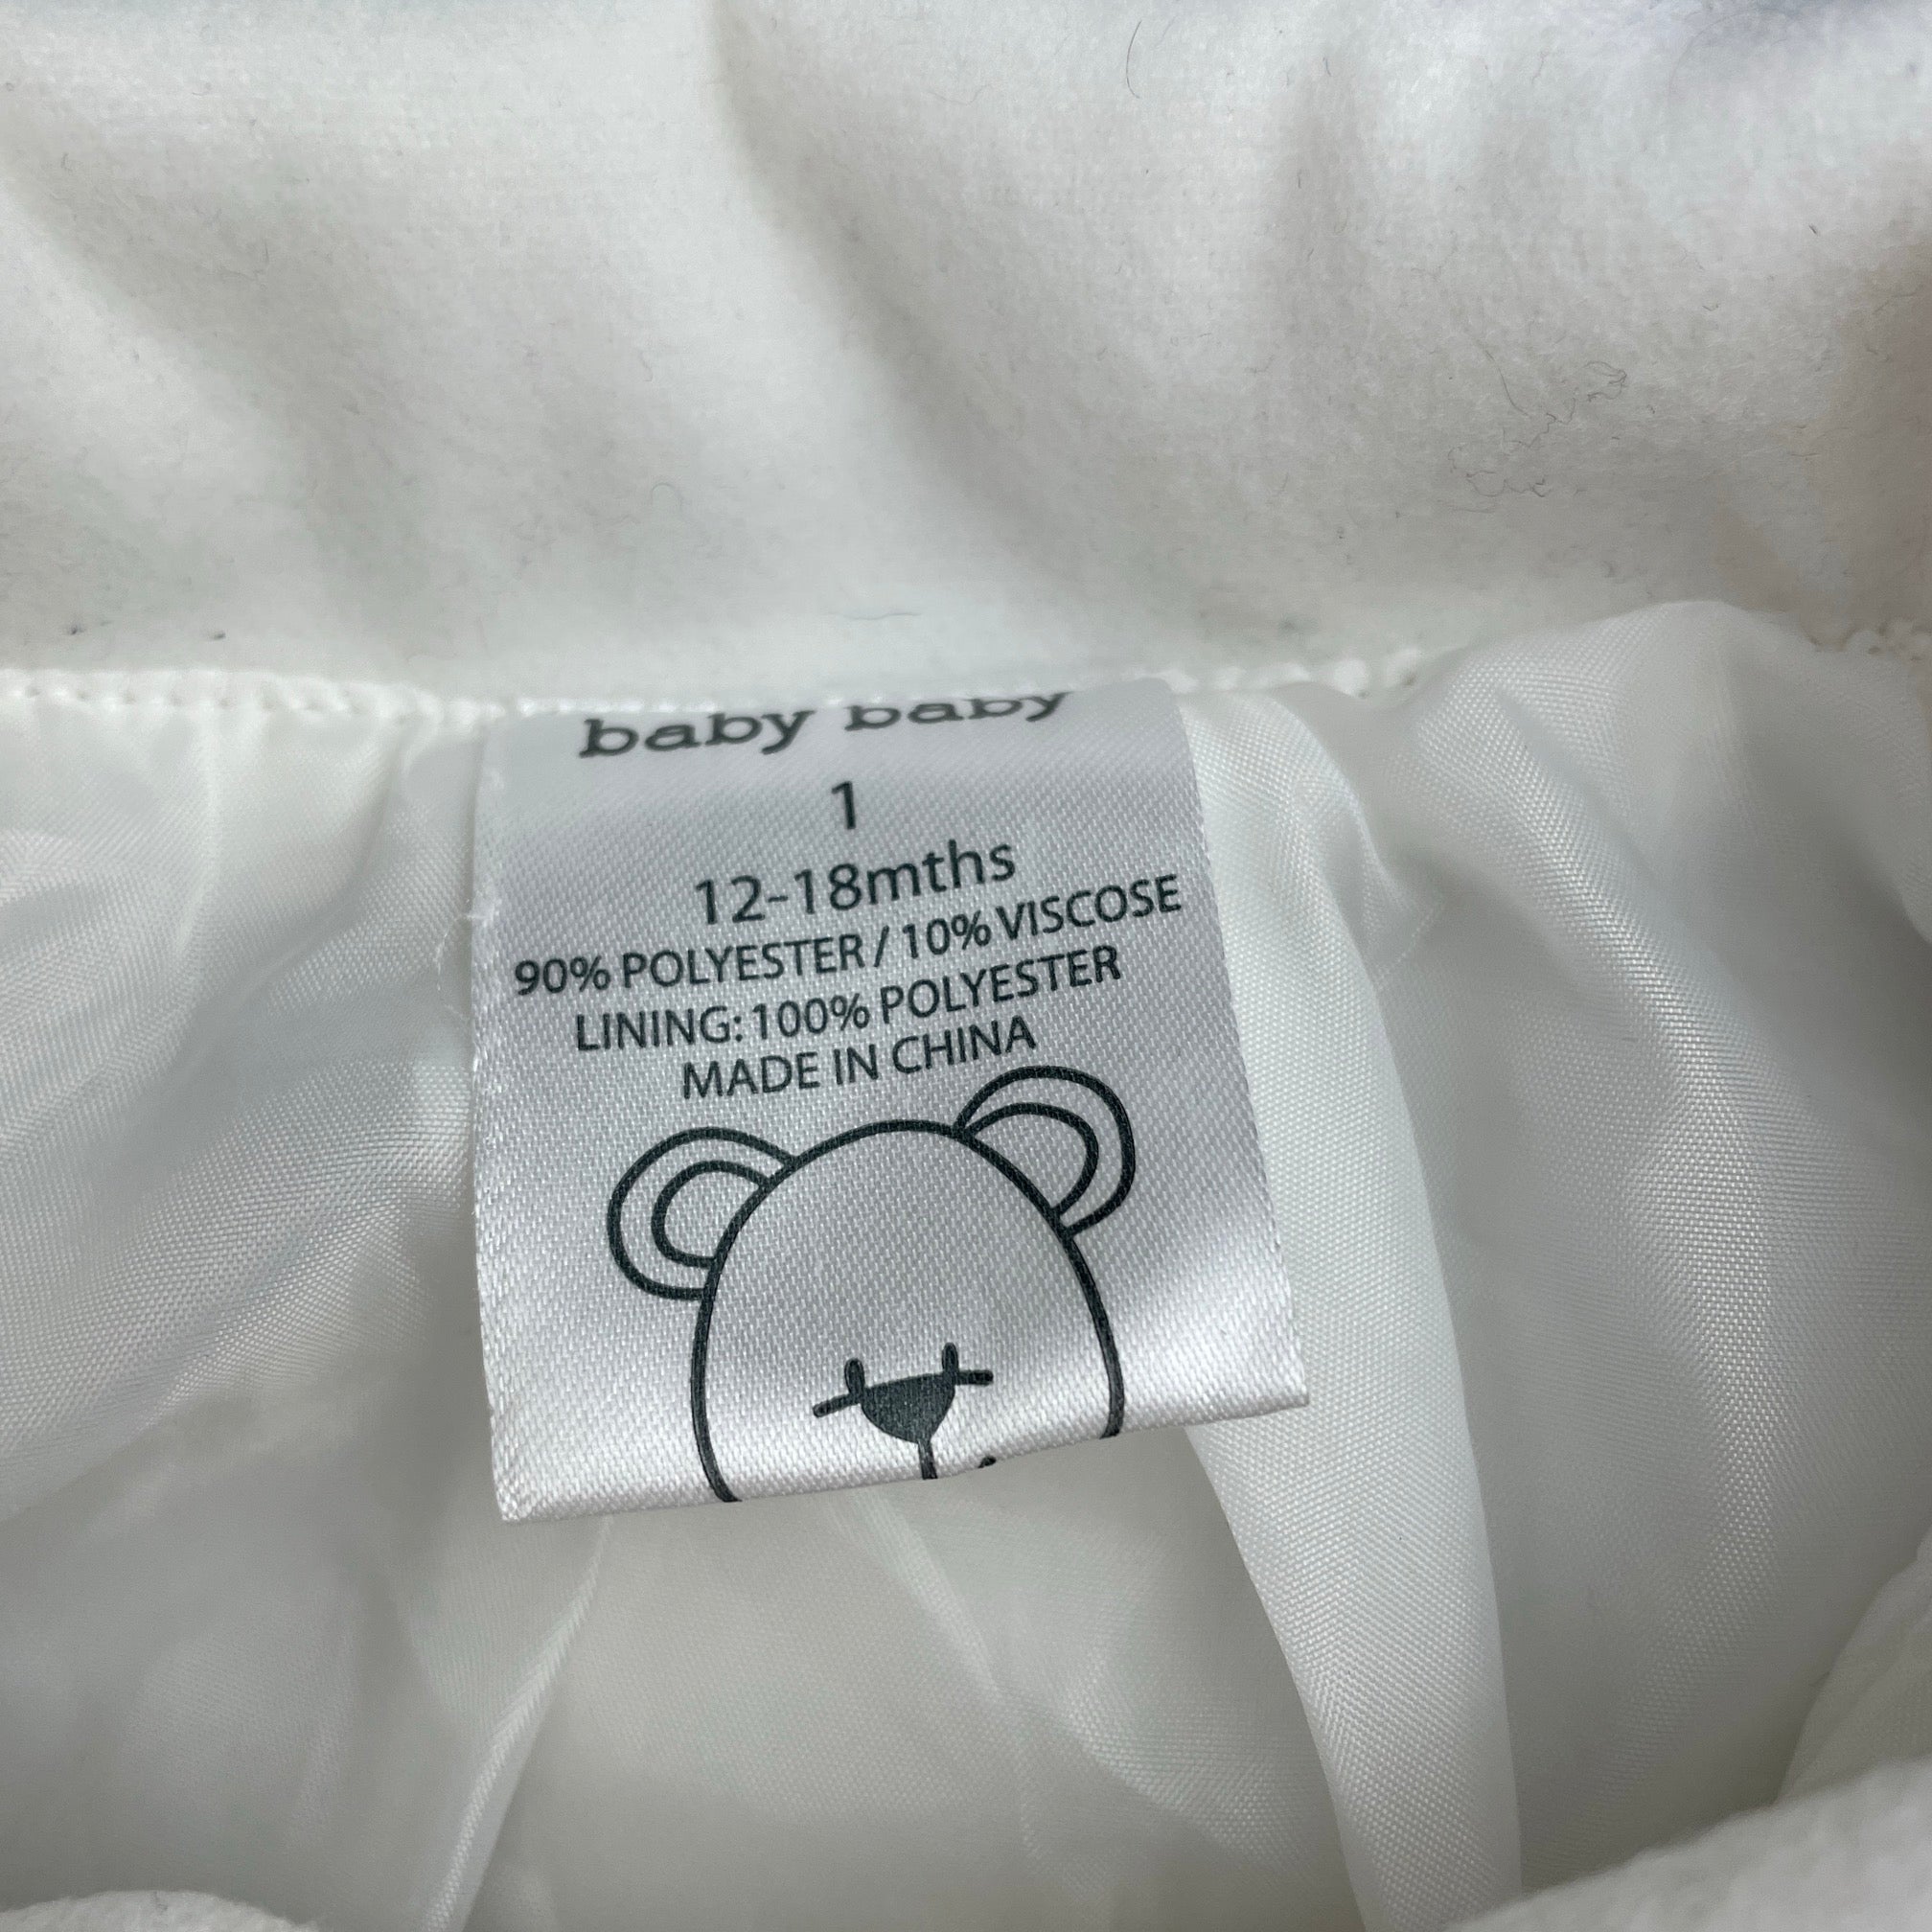 baby baby
1
12-18mths
90% POLYESTER / 10% VISCOSE
LINING: 100% POLYESTER
MADE IN CHINA